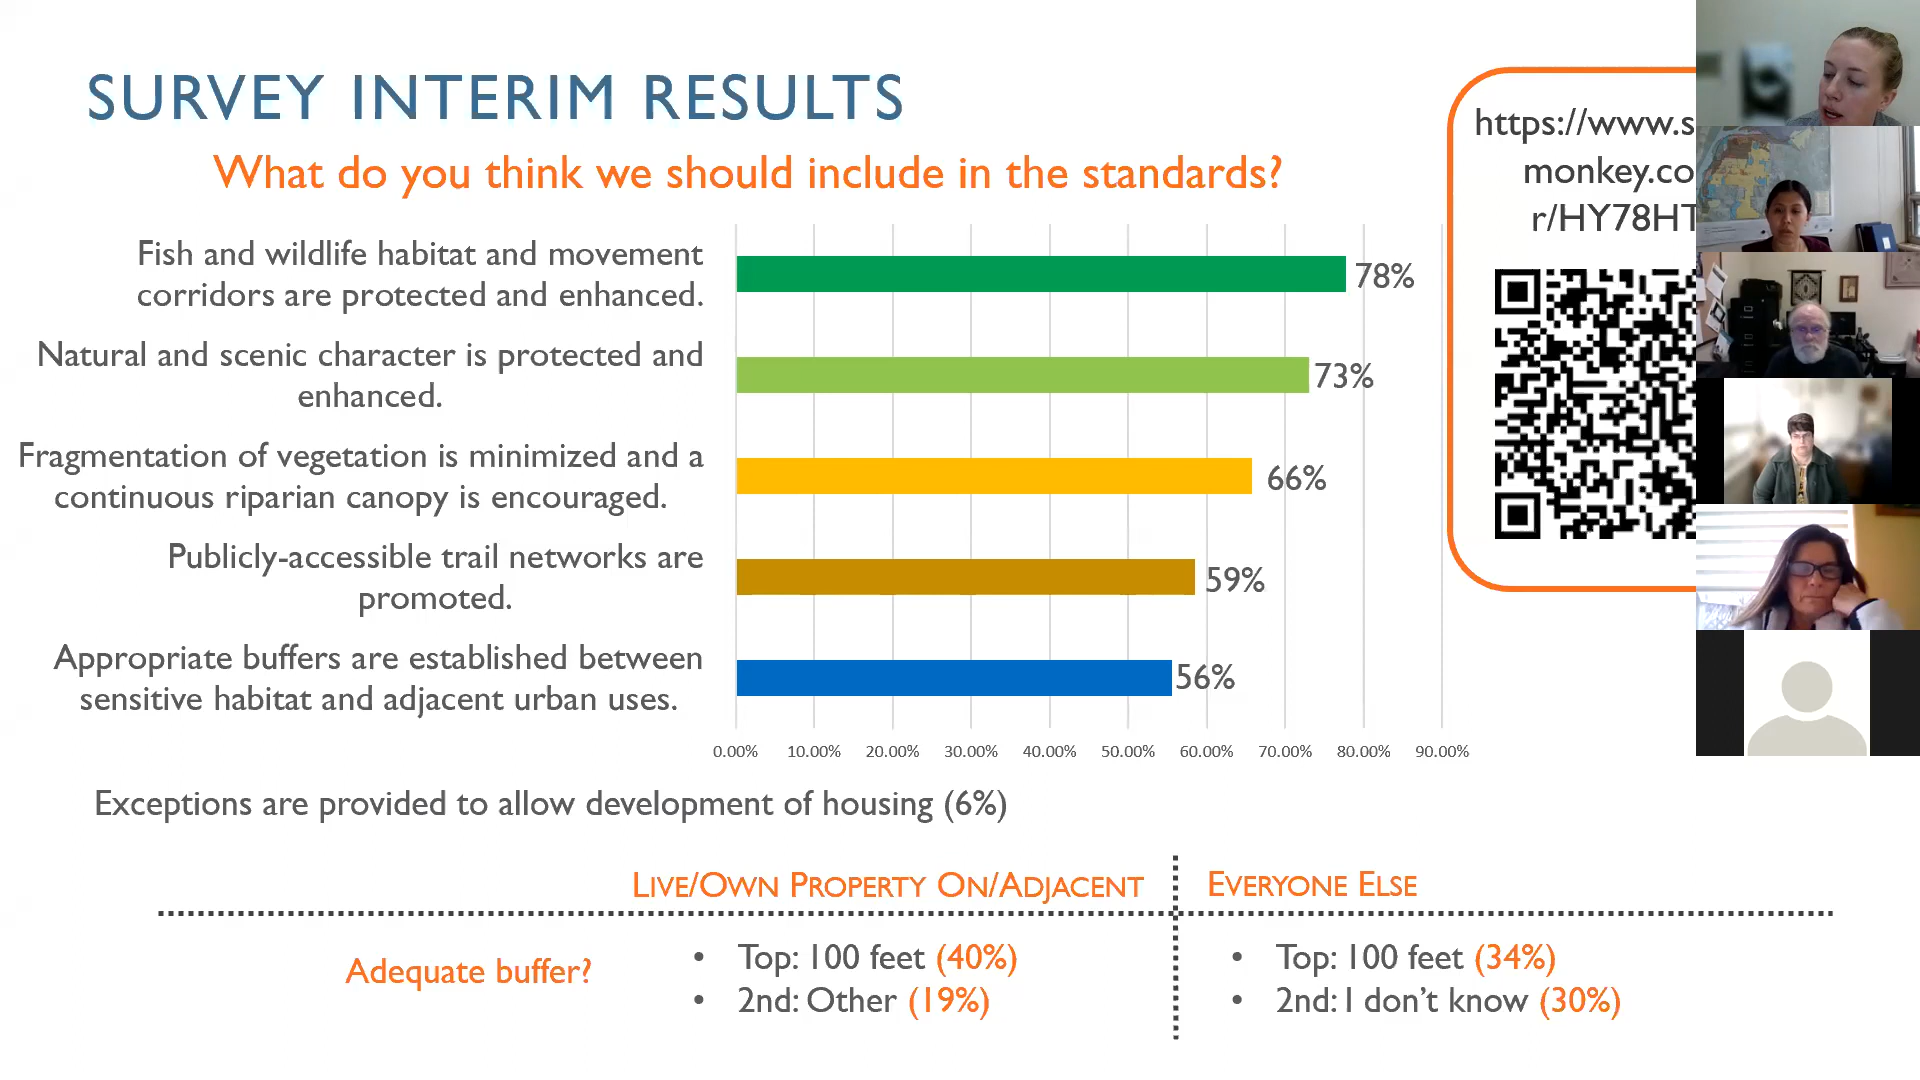 SURVEY INTERIM RESULTS
What do you think we should include in the standards?
https://www.s
monkey.co
r/HY78HT
Fish and wildlife habitat and movement
corridors are protected and enhanced.
78%
Natural and scenic character is protected and
enhanced.
73%
Fragmentation of vegetation is minimized and a
continuous riparian canopy is encouraged.
66%
Publicly-accessible trail networks are
promoted.
59%
Appropriate buffers are established between
sensitive habitat and adjacent urban uses.
56%
0.00% 10.00% 20.00% 30.00% 40.00% 50.00% 60.00% 70.00% 80.00% 90.00%
Exceptions are provided to allow development of housing (6%)
LIVE/OWN PROPERTY ON/ADJACENT
EVERYONE ELSE
Adequate buffer?
• Top: 100 feet (40%)
• 2nd: Other (19%)
• Top: 100 feet (34%)
• 2nd: I don't know (30%)